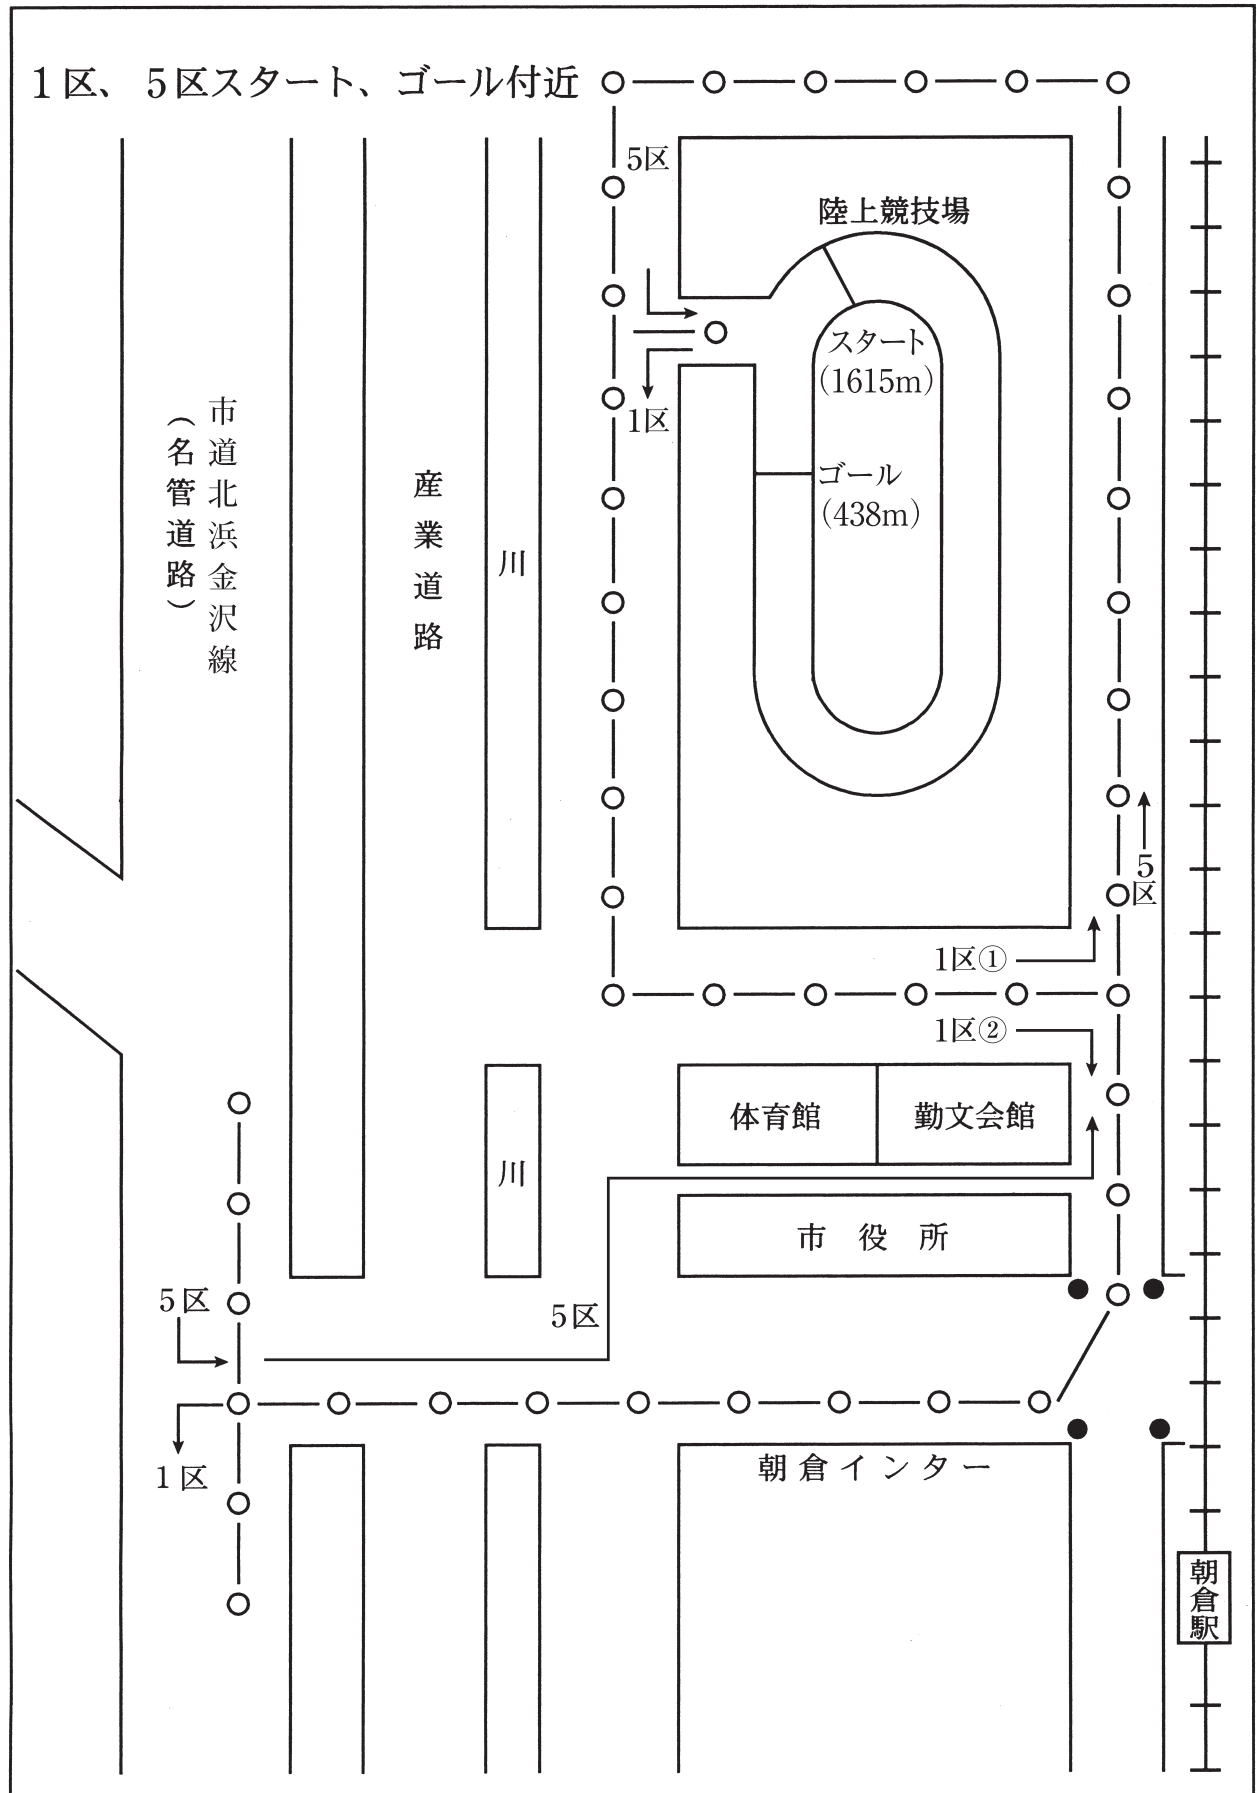 1区、5区スタート、ゴール付近
5区
陸上競技場
スタート
(1615m)
1区
ゴール
(438m)
市道北浜金沢線
(名管道路)
産業道路
川
5区
1区①
1区②
体育館
勤文会館
川
市役所
5区
5区
1区
朝倉インター
朝倉駅